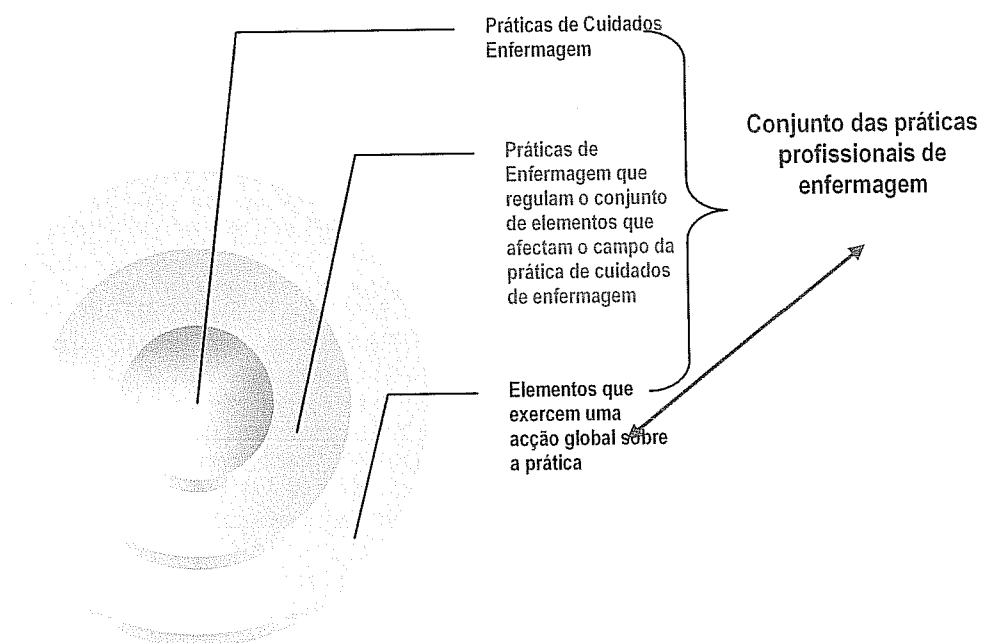 Práticas de Cuidados
Enfermagem
Práticas de
Enfermagem que
regulam o conjunto
de elementos que
afectam o campo da
prática de cuidados
de enfermagem
Elementos que
exercem uma
acção global sobre
a prática
Conjunto das práticas
profissionais de
enfermagem